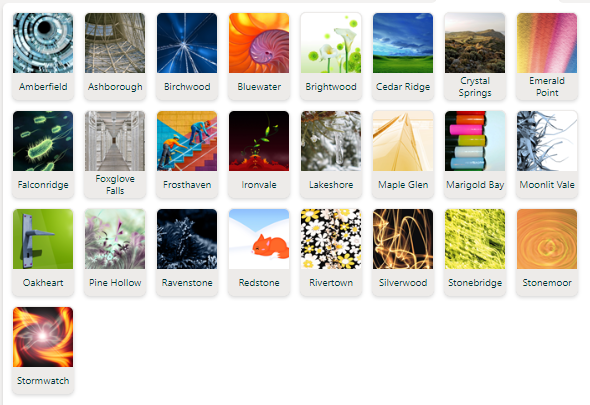 Amberfield
Ashborough
Birchwood
Bluewater
Brightwood
Cedar Ridge
Crystal
Springs
Emerald
Point
Falconridge
Foxglove
Falls
Frosthaven
Ironvale
Lakeshore
Maple Glen
Marigold Bay
Moonlit Vale
Oakheart
Pine Hollow
Ravenstone
Redstone
Rivertown
Silverwood
Stonebridge
Stonemoor
Stormwatch